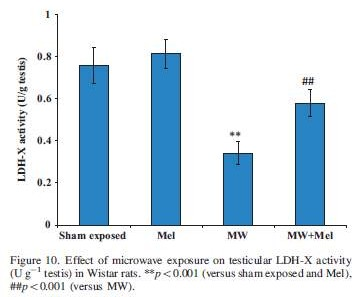 1
0.8
0.6
0.4
0.2
0
LDH-X activity (U/g testis)
**
##
Sham exposed Mel MW MW+Mel
Figure 10. Effect of microwave exposure on testicular LDH-X activity
(U g⁻¹ testis) in Wistar rats. **p<0.001 (versus sham exposed and Mel),
##p<0.001 (versus MW).